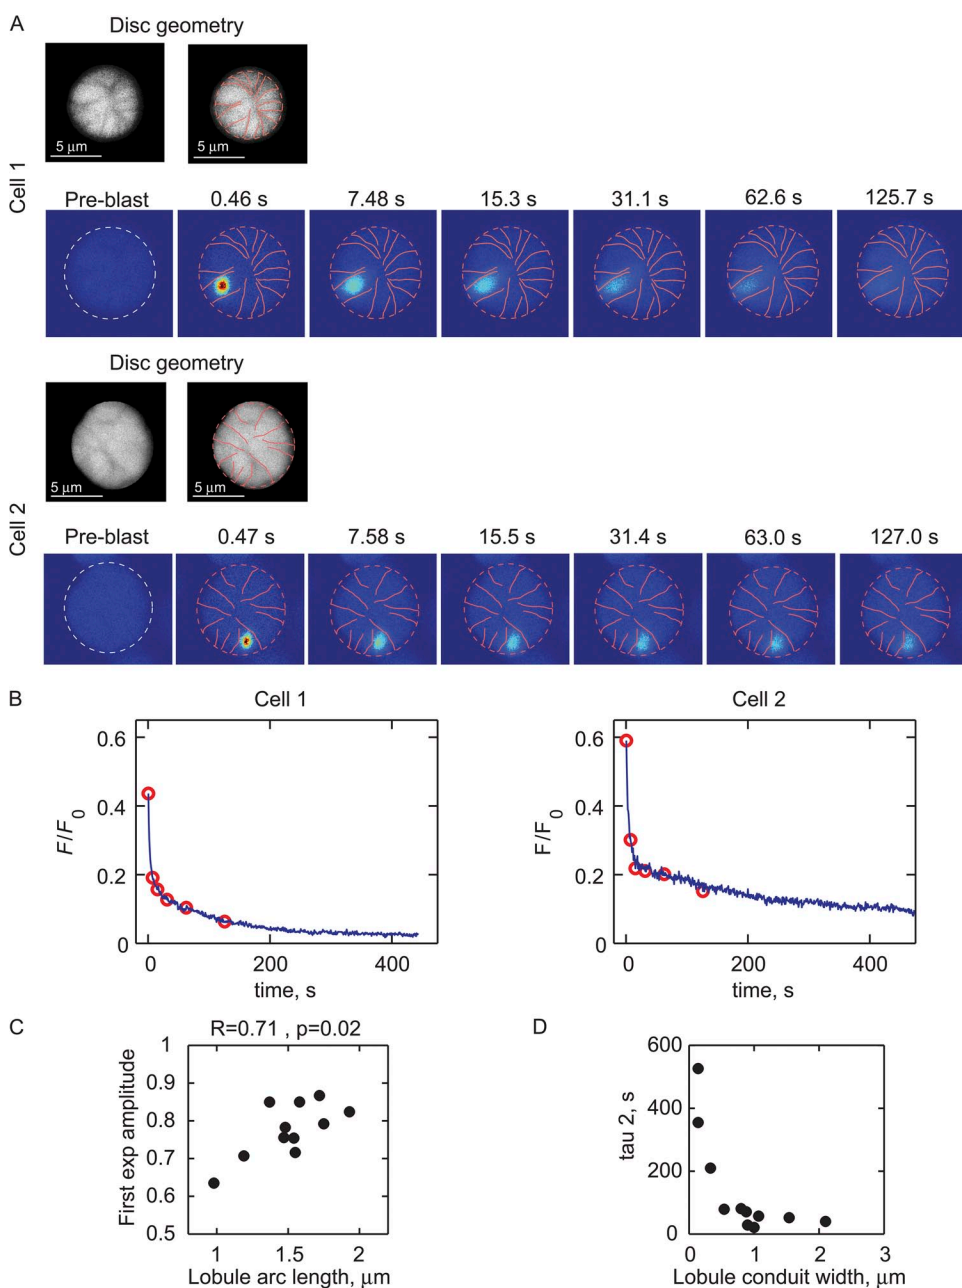 A
Disc geometry
5 μm
5 μm
Cell 1
Pre-blast
0.46 s
7.48 s
15.3 s
31.1 s
62.6 s
125.7 s
Disc geometry
5 μm
5 μm
Cell 2
Pre-blast
0.47 s
7.58 s
15.5 s
31.4 s
63.0 s
127.0 s
B
Cell 1
F/F0
0.6
0.4
0.2
0
0
200
400
time, s
Cell 2
F/F0
0.6
0.4
0.2
0
0
200
400
time, s
C
R=0.71 , p=0.02
First exp amplitude
1
0.9
0.8
0.7
0.6
0.5
1
1.5
2
Lobule arc length, μm
D
tau 2, s
600
400
200
0
0
1
2
3
Lobule conduit width, μm